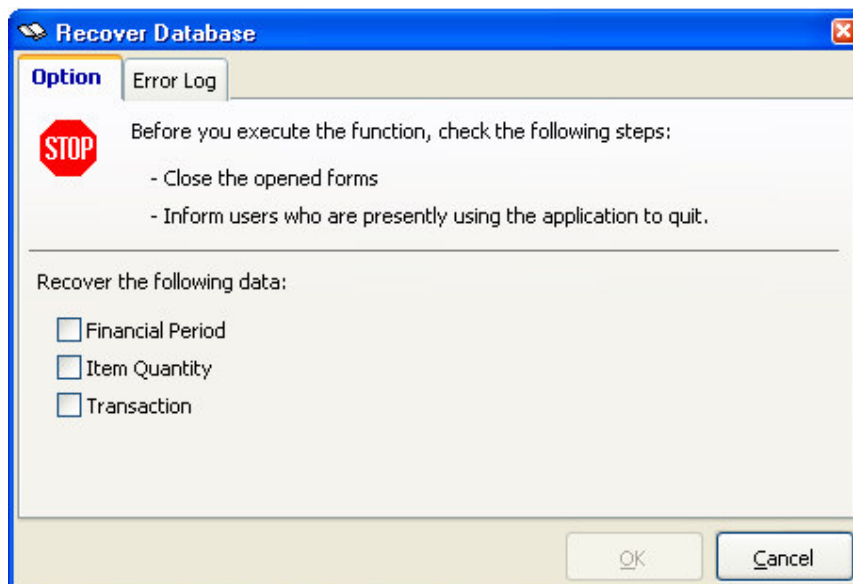 Recover Database
Option
Error Log
STOP
Before you execute the function, check the following steps:
- Close the opened forms
- Inform users who are presently using the application to quit.
Recover the following data:
Financial Period
Item Quantity
Transaction
OK
Cancel